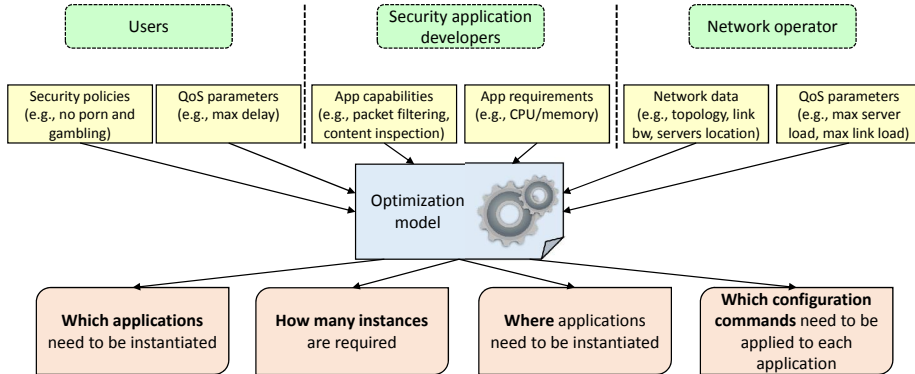 Users
Security application
developers
Network operator
Security policies
(e.g., no porn and
gambling)
QoS parameters
(e.g., max delay)
App capabilities
(e.g., packet filtering,
content inspection)
App requirements
(e.g., CPU/memory)
Network data
(e.g., topology, link
bw, servers location)
QoS parameters
(e.g., max server
load, max link load)
Optimization
model
Which applications
need to be instantiated
How many instances
are required
Where applications
need to be instantiated
Which configuration
commands need to be
applied to each
application